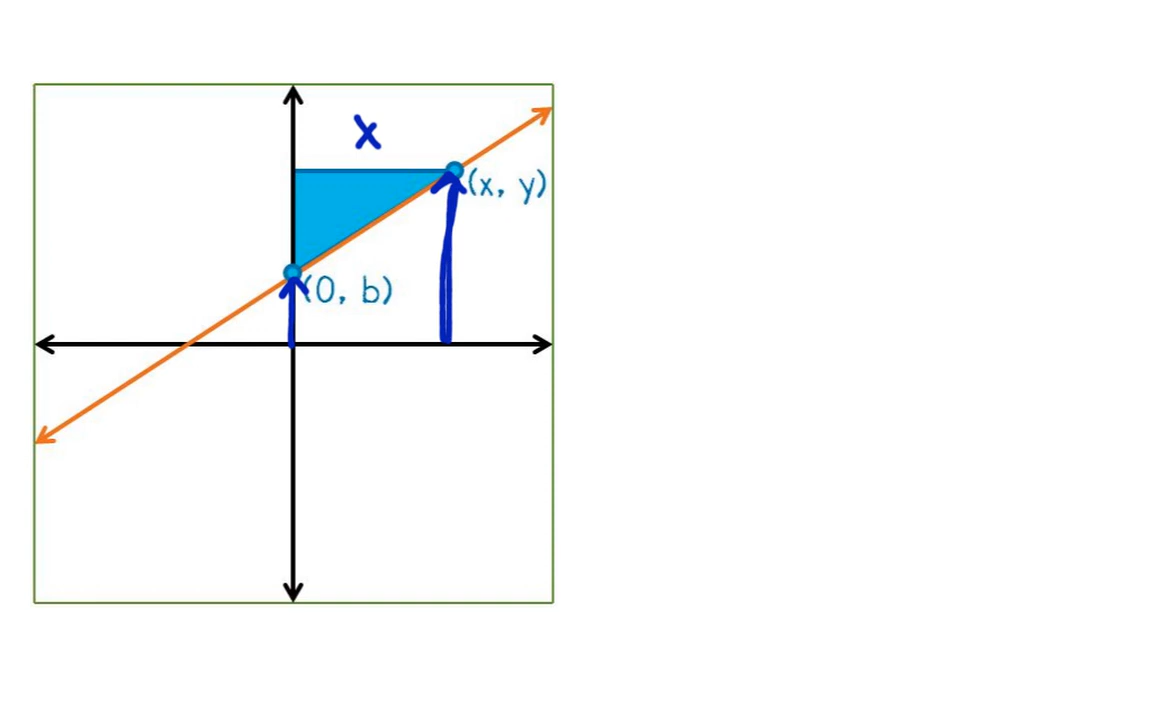 x
(x, y)
(0, b)